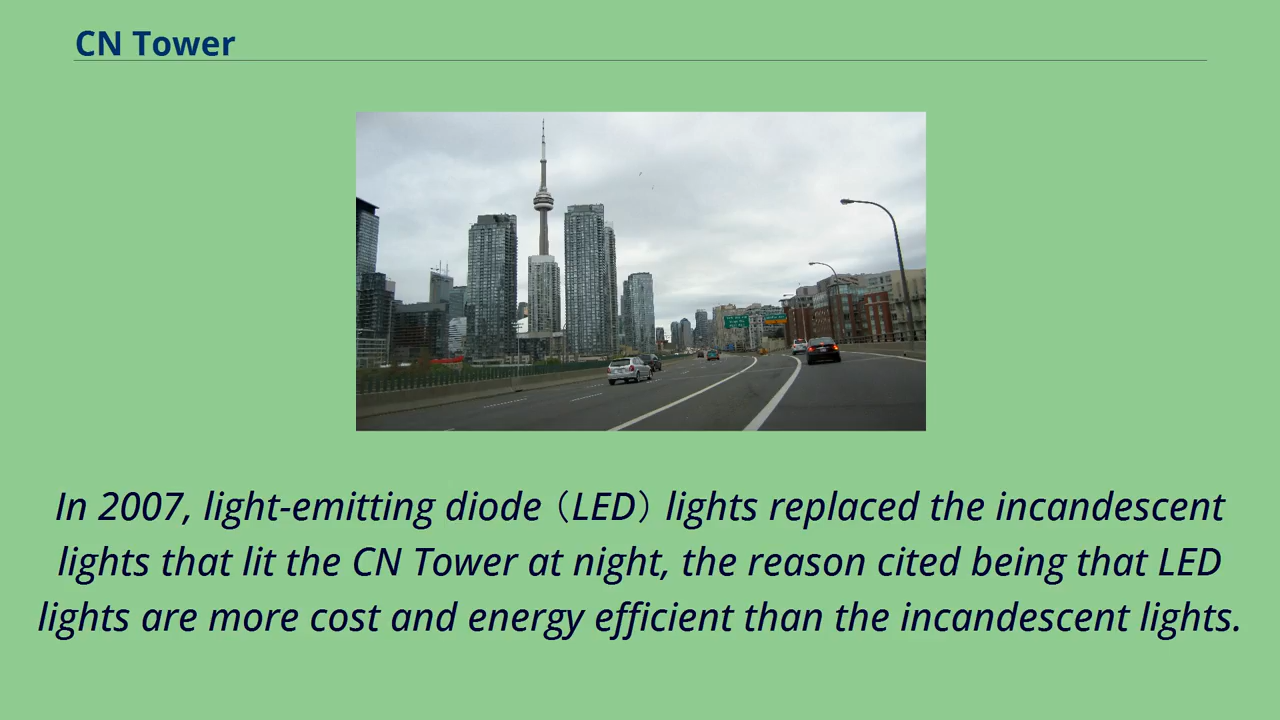 CN Tower
In 2007, light-emitting diode（LED）lights replaced the incandescent
lights that lit the CN Tower at night, the reason cited being that LED
lights are more cost and energy efficient than the incandescent lights.